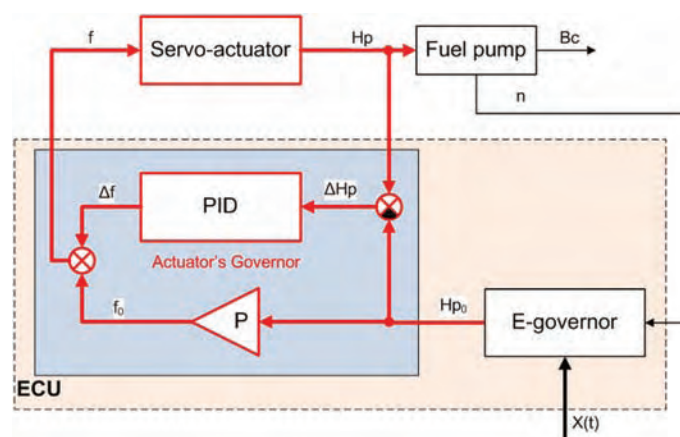 f
Servo-actuator
Hp
Fuel pump
Bc
n
Δf
PID
ΔHp
Actuator's Governor
f₀
P
Hp₀
E-governor
ECU
X(t)